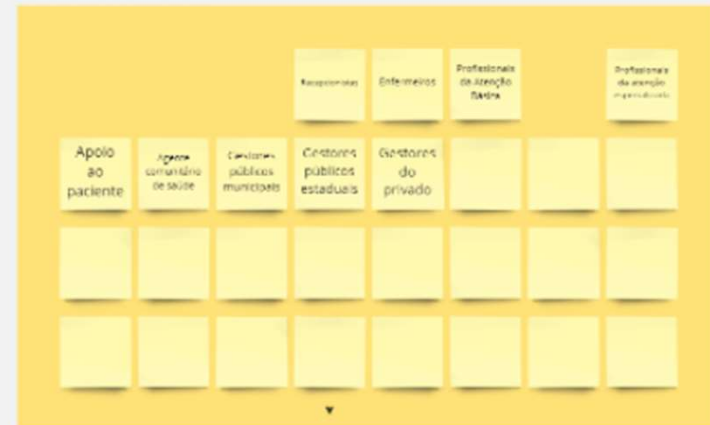 Recepcionistas
Enfermeiros
Profissionais
da Atenção
Básica
Profissionais
da atenção
especializada
Apoio
ao
paciente
Agente
comunitário
de saúde
Gestores
públicos
municipais
Gestores
públicos
estaduais
Gestores
do
privado